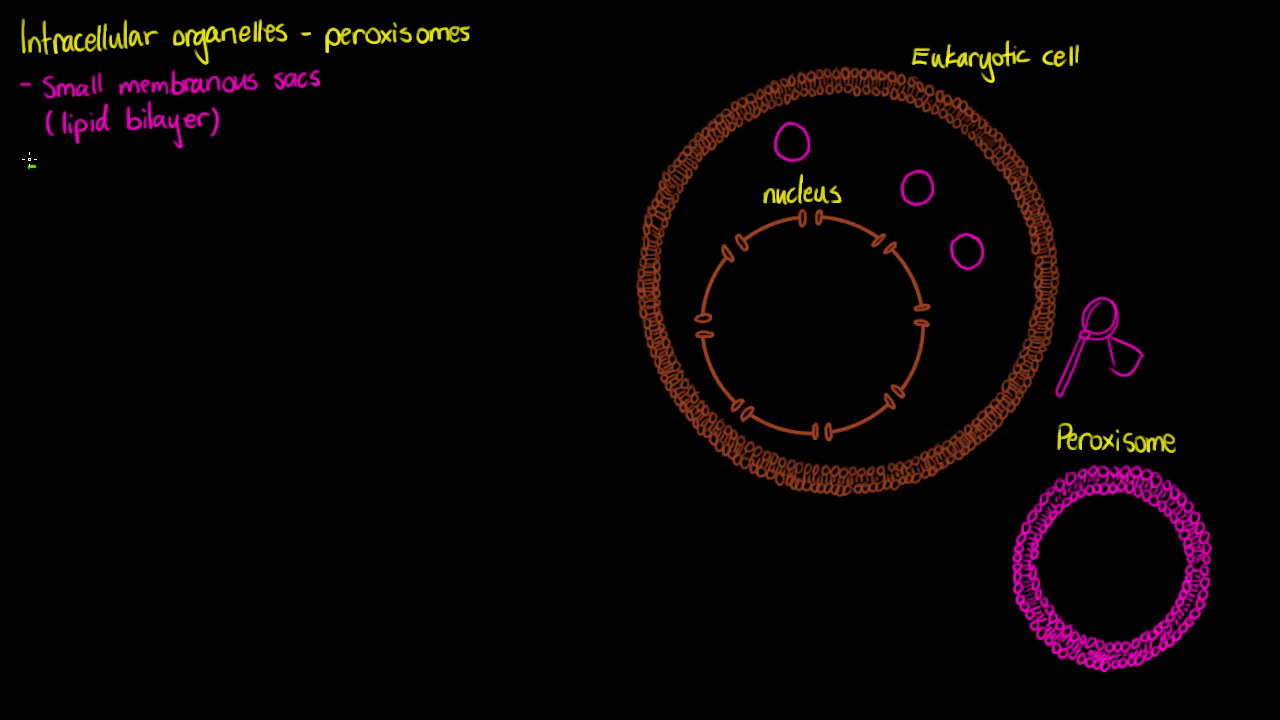 Intracellular organelles - peroxisomes
- Small membranous sacs
(lipid bilayer)
-
Eukaryotic cell
nucleus
Peroxisome